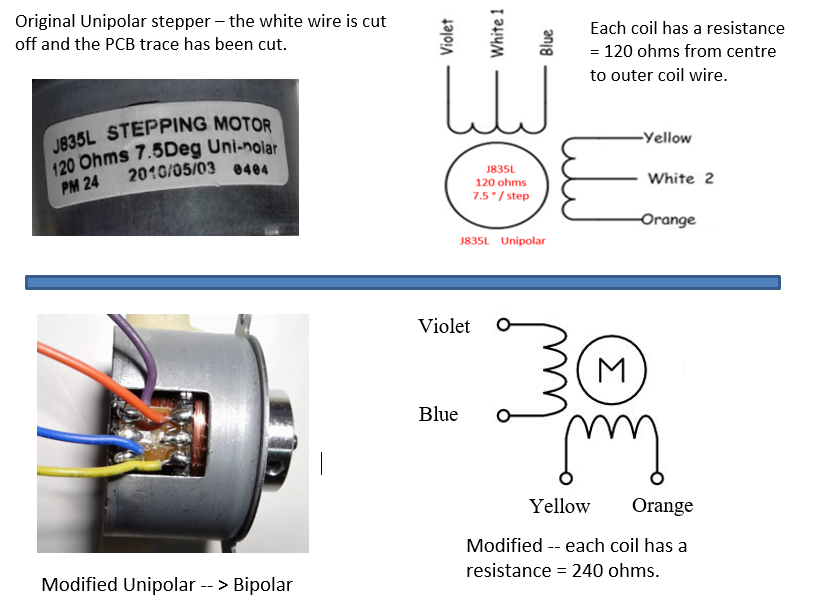 Original Unipolar stepper – the white wire is cut
off and the PCB trace has been cut.
J835L STEPPING MOTOR
120 Ohms 7.5Deg Uni-polar
PM 24 2010/05/03 0404
Violet
White 1
Blue
Each coil has a resistance
= 120 ohms from centre
to outer coil wire.
Yellow
White 2
Orange
J835L
120 ohms
7.5 ° / step
J835L Unipolar
Modified Unipolar -- > Bipolar
Violet
M
Blue
Yellow Orange
Modified -- each coil has a
resistance = 240 ohms.